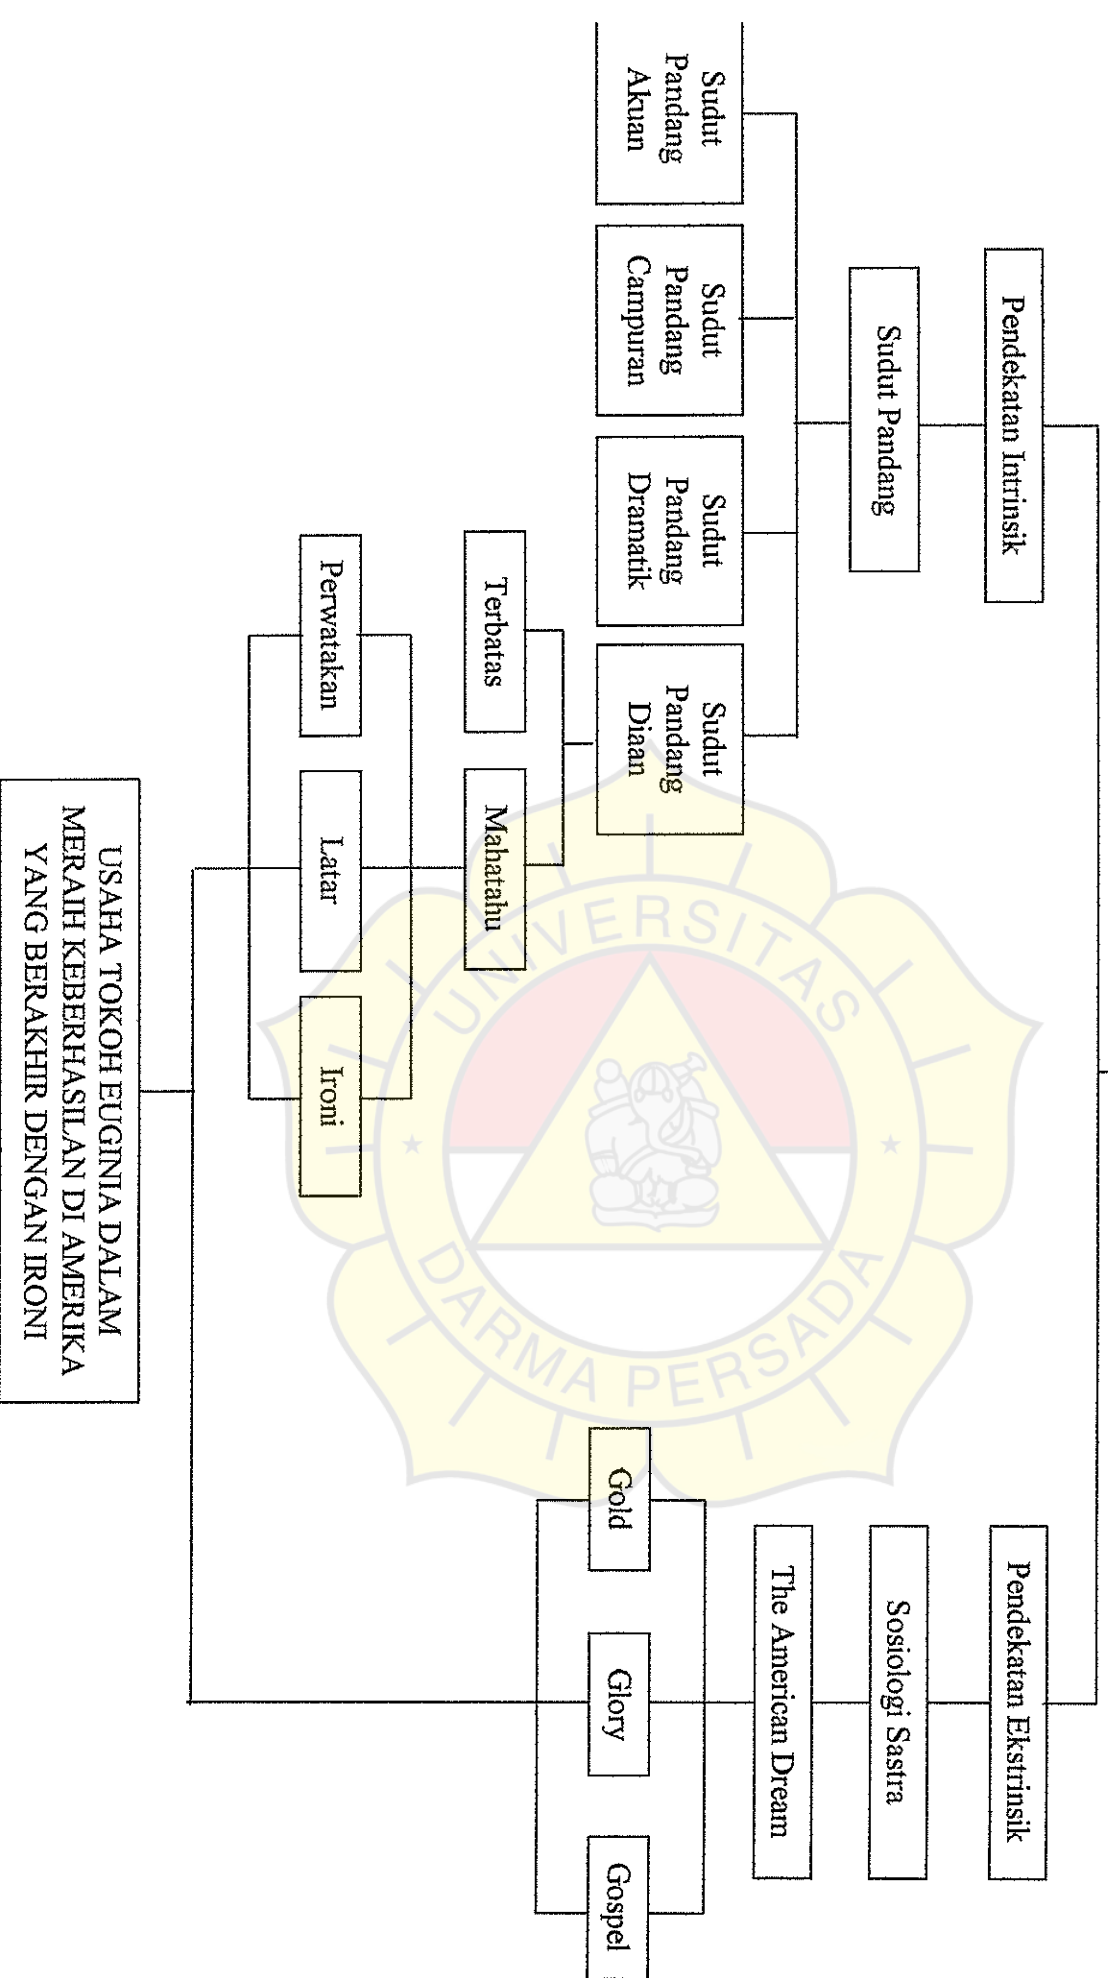 Pendekatan Intrinsik
Pendekatan Ekstrinsik
Sudut Pandang
Sosiologi Sastra
The American Dream
Sudut
Pandang
Akuan
Sudut
Pandang
Campuran
Sudut
Pandang
Dramatik
Sudut
Pandang
Diaan
Gold
Glory
Gospel
Terbatas
Mahatahu
Perwatakan
Latar
Ironi
USAHA TOKOH EUGINIA DALAM
MERAIH KEBERHASILAN DI AMERIKA
YANG BERAKHIR DENGAN IRONI
UNIVERSITAS
DARMA PERSADA